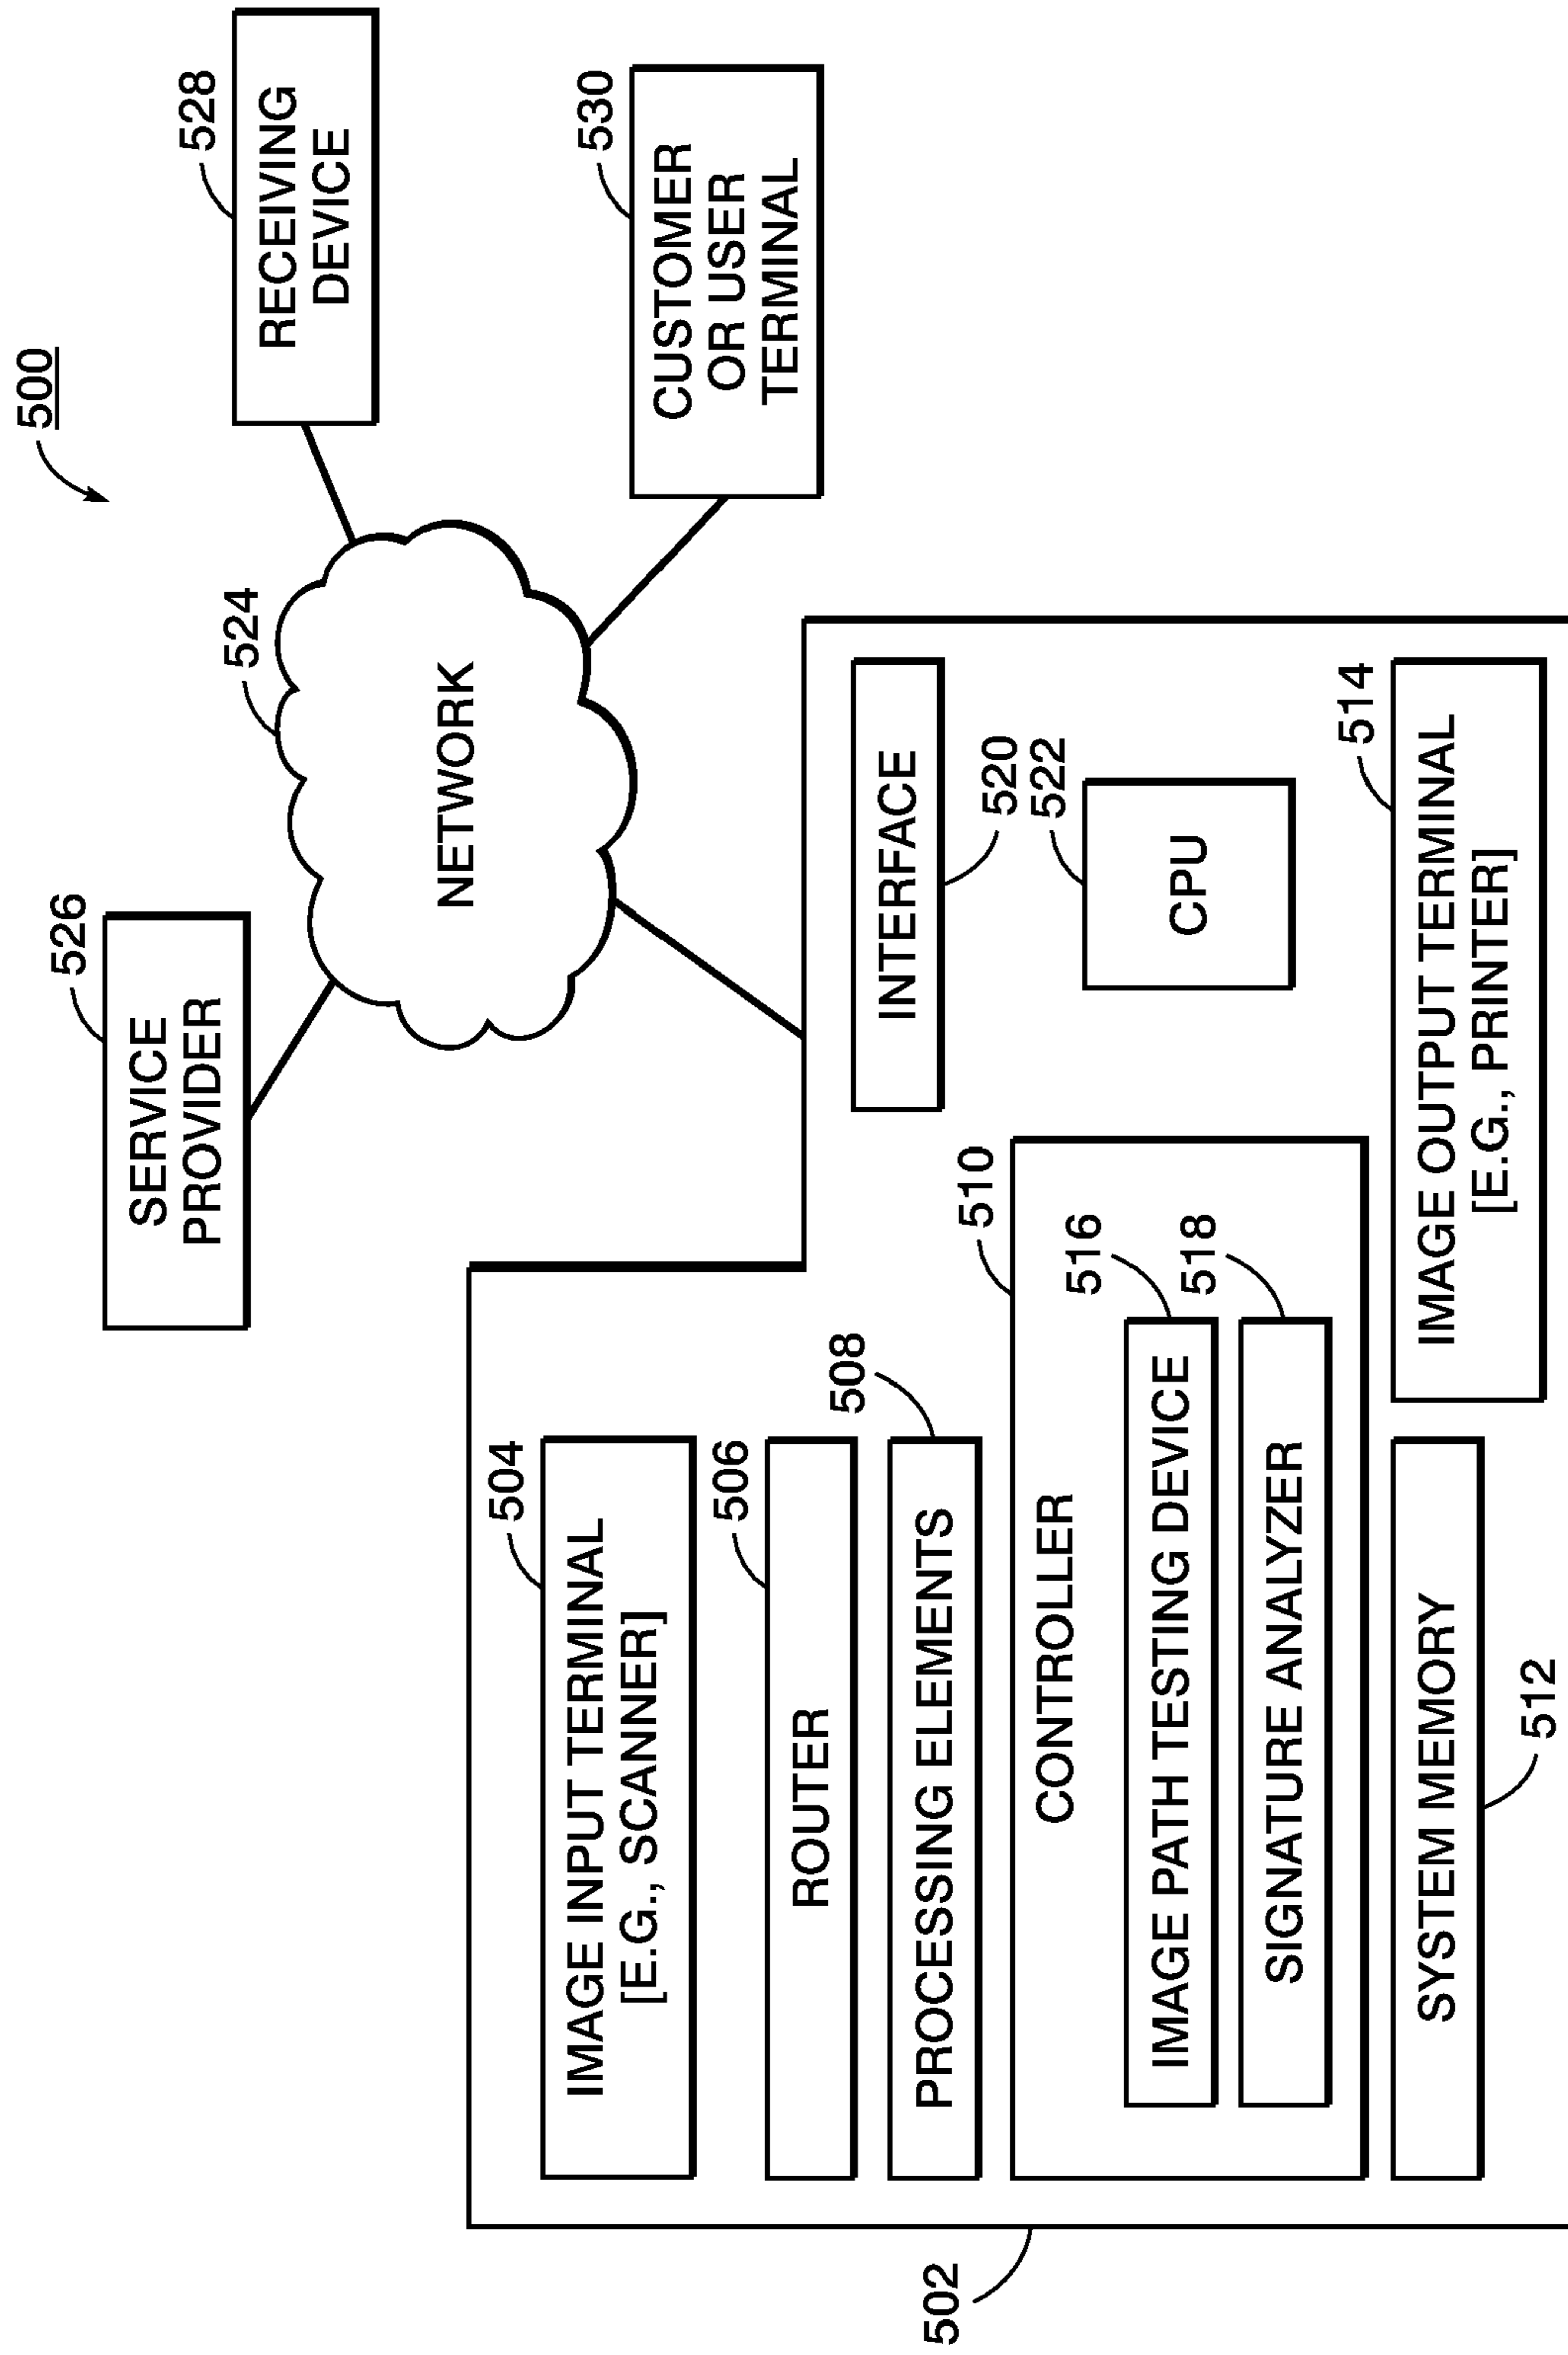 500
526
SERVICE
PROVIDER
524
NETWORK
528
RECEIVING
DEVICE
530
CUSTOMER
OR USER
TERMINAL
502
504
IMAGE INPUT TERMINAL
[E.G., SCANNER]
506
ROUTER
508
PROCESSING ELEMENTS
510
CONTROLLER
516
IMAGE PATH TESTING DEVICE
518
SIGNATURE ANALYZER
SYSTEM MEMORY
512
INTERFACE
520
522
CPU
514
IMAGE OUTPUT TERMINAL
[E.G., PRINTER]